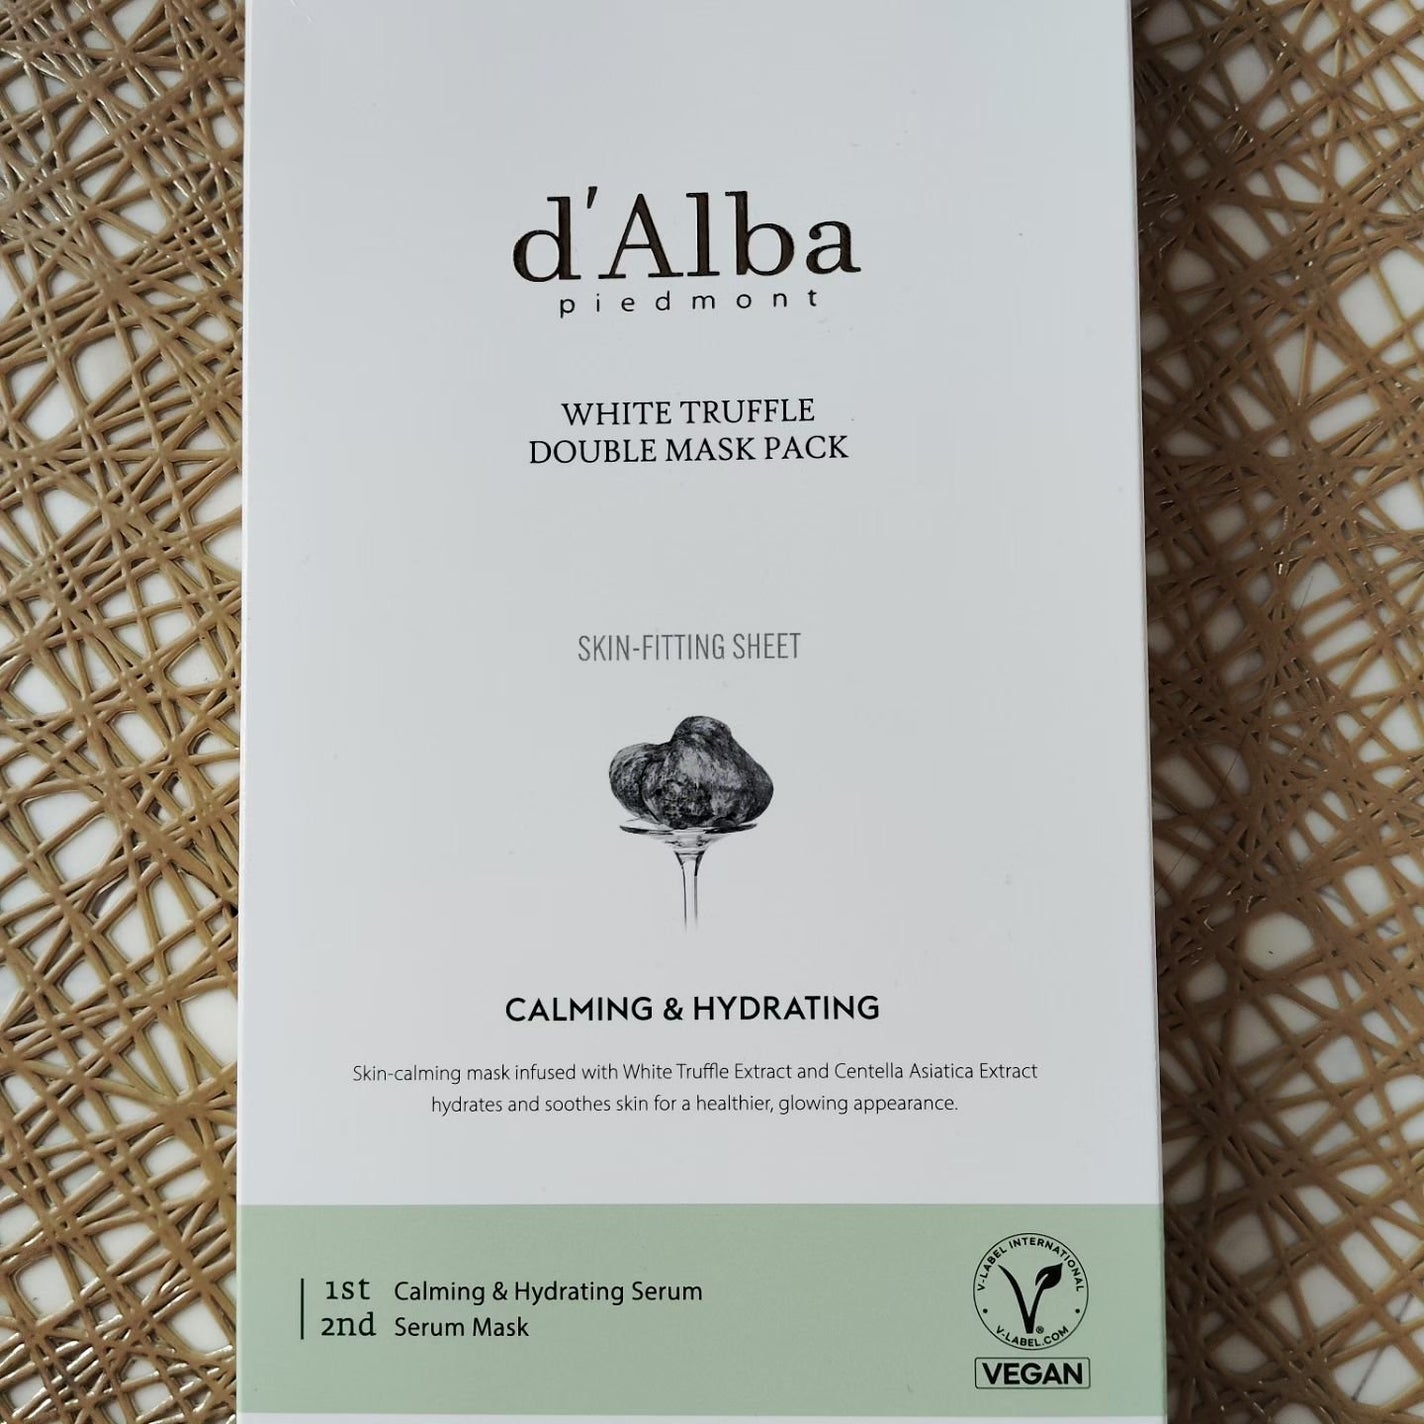 d'Alba
piedmont
WHITE TRUFFLE
DOUBLE MASK PACK
SKIN-FITTING SHEET
CALMING & HYDRATING
Skin-calming mask infused with White Truffle Extract and Centella Asiatica Extract
hydrates and soothes skin for a healthier, glowing appearance.
1st Calming & Hydrating Serum
2nd Serum Mask
V-LABEL INTERNATIONAL
V-LABEL.COM
®
VEGAN